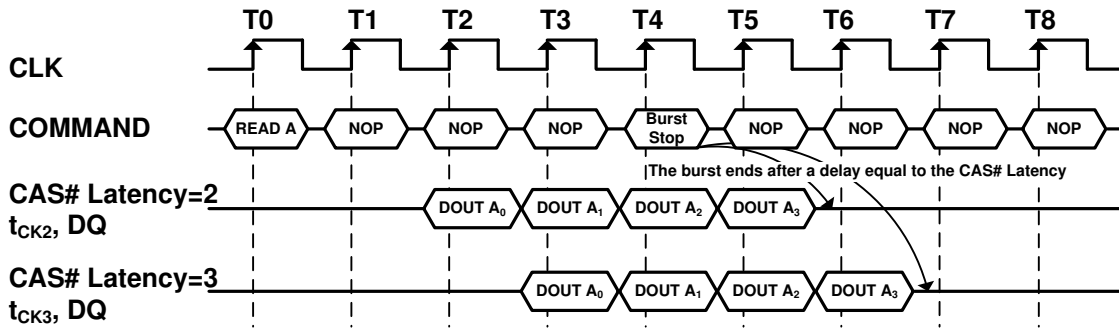 T0 T1 T2 T3 T4 T5 T6 T7 T8
CLK
COMMAND READ A NOP NOP NOP Burst Stop NOP NOP NOP NOP
The burst ends after a delay equal to the CAS# Latency
CAS# Latency=2
tCK2, DQ DOUT A0 DOUT A1 DOUT A2 DOUT A3
CAS# Latency=3
tCK3, DQ DOUT A0 DOUT A1 DOUT A2 DOUT A3